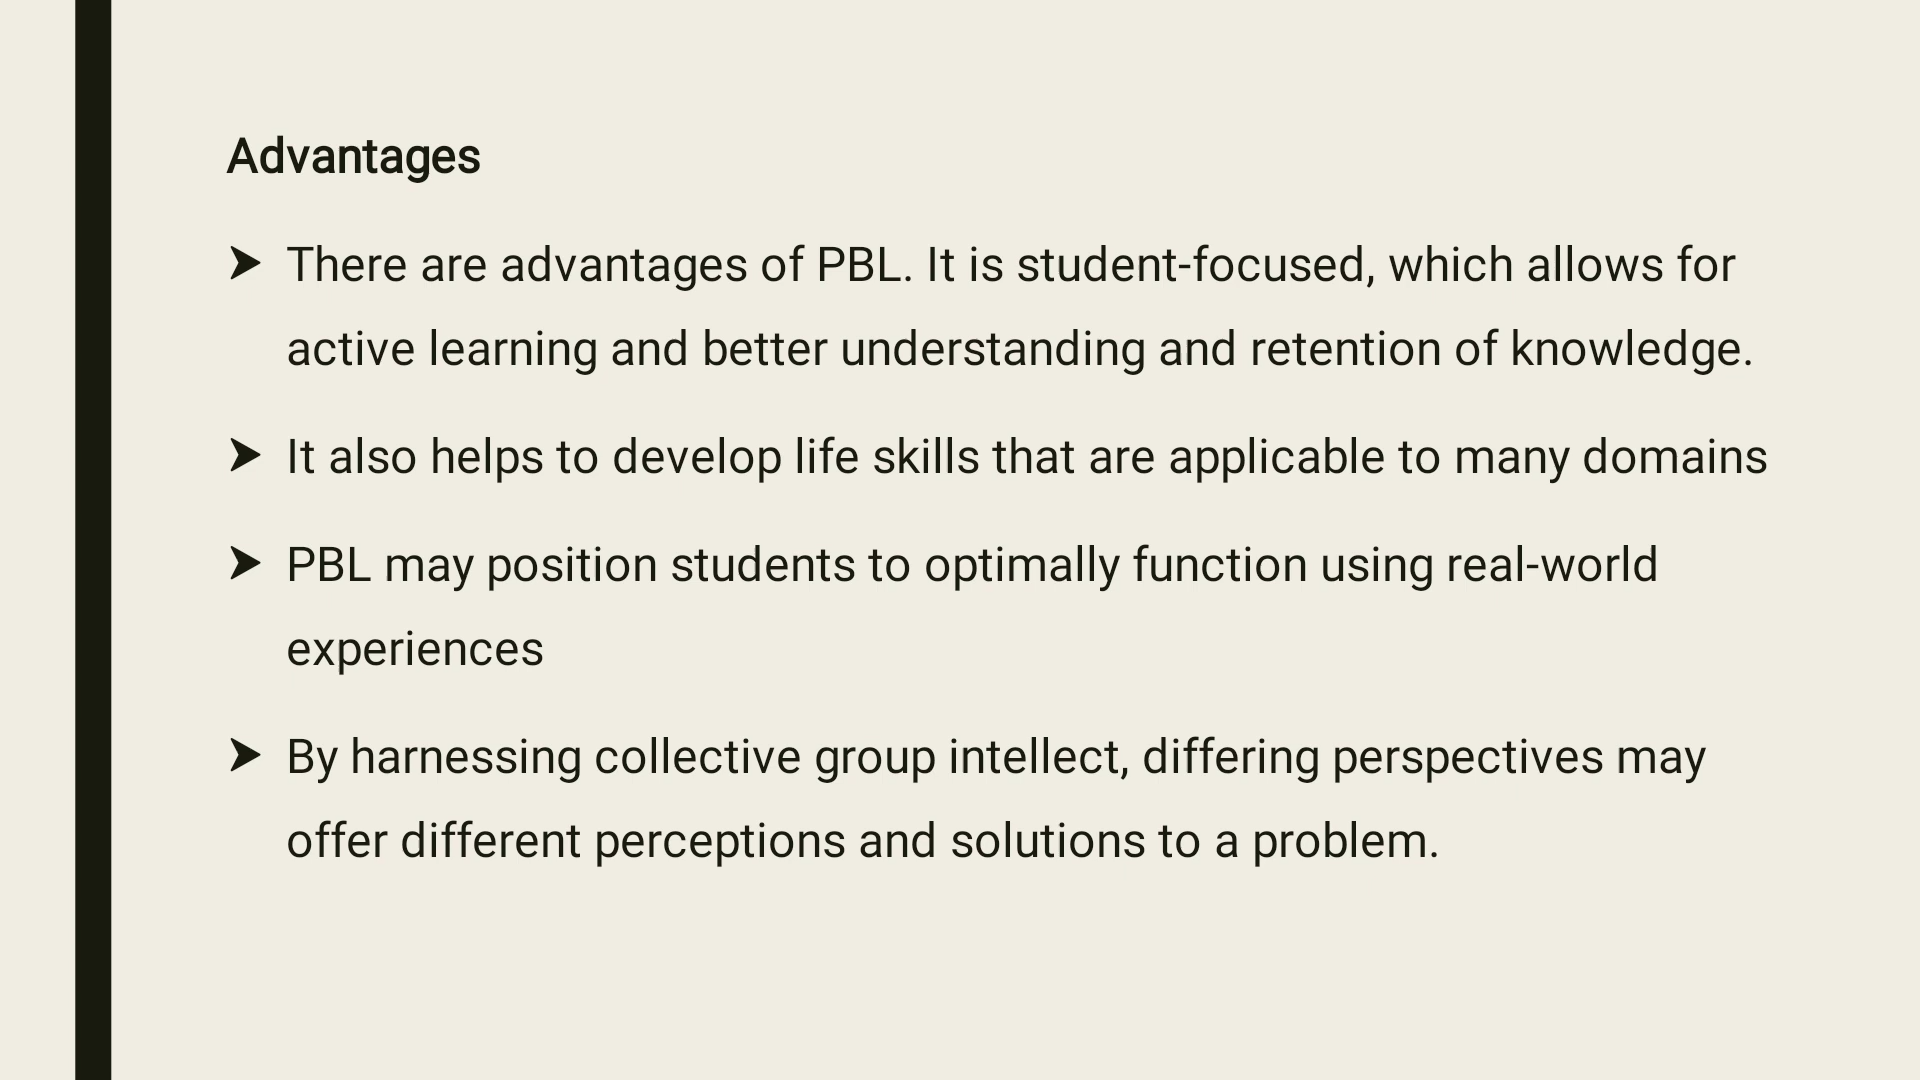 Advantages
➤ There are advantages of PBL. It is student-focused, which allows for
active learning and better understanding and retention of knowledge.
➤ It also helps to develop life skills that are applicable to many domains
➤ PBL may position students to optimally function using real-world
experiences
➤ By harnessing collective group intellect, differing perspectives may
offer different perceptions and solutions to a problem.